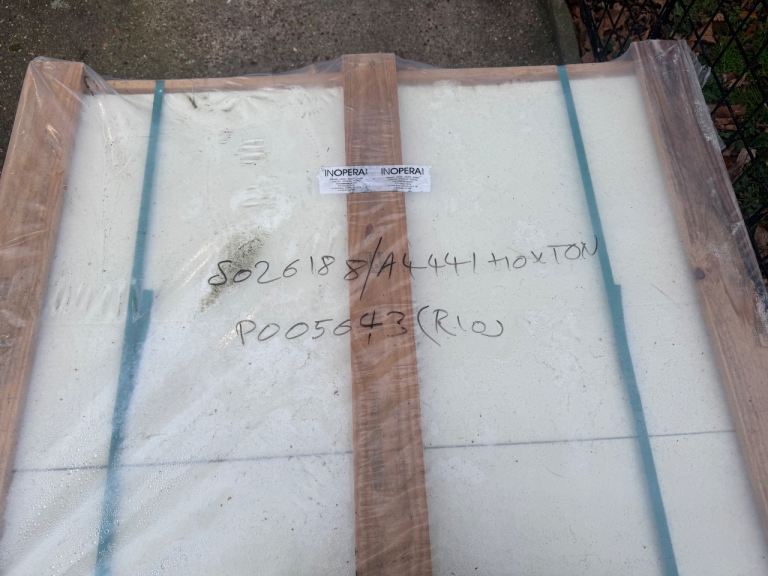 INOPERA! INOPERA!
S026188/A4441 HOXTON
P005643 (R10)